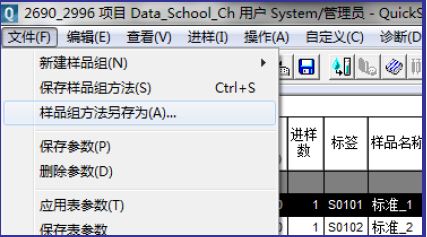 2690_2996 项目 Data_School_Ch 用户 System/管理员 - QuickS
文件(F) 编辑(E) 查看(V) 进样(I) 操作(A) 自定义(C) 诊断(D
新建样品组(N)
保存样品组方法(S) Ctrl+S
样品组方法另存为(A)...
保存参数(P)
删除参数(D)
应用表参数(T)
保存表参数
进样
数
标签
样品名称
1 S0101 标准_1
1 S0102 标准_2